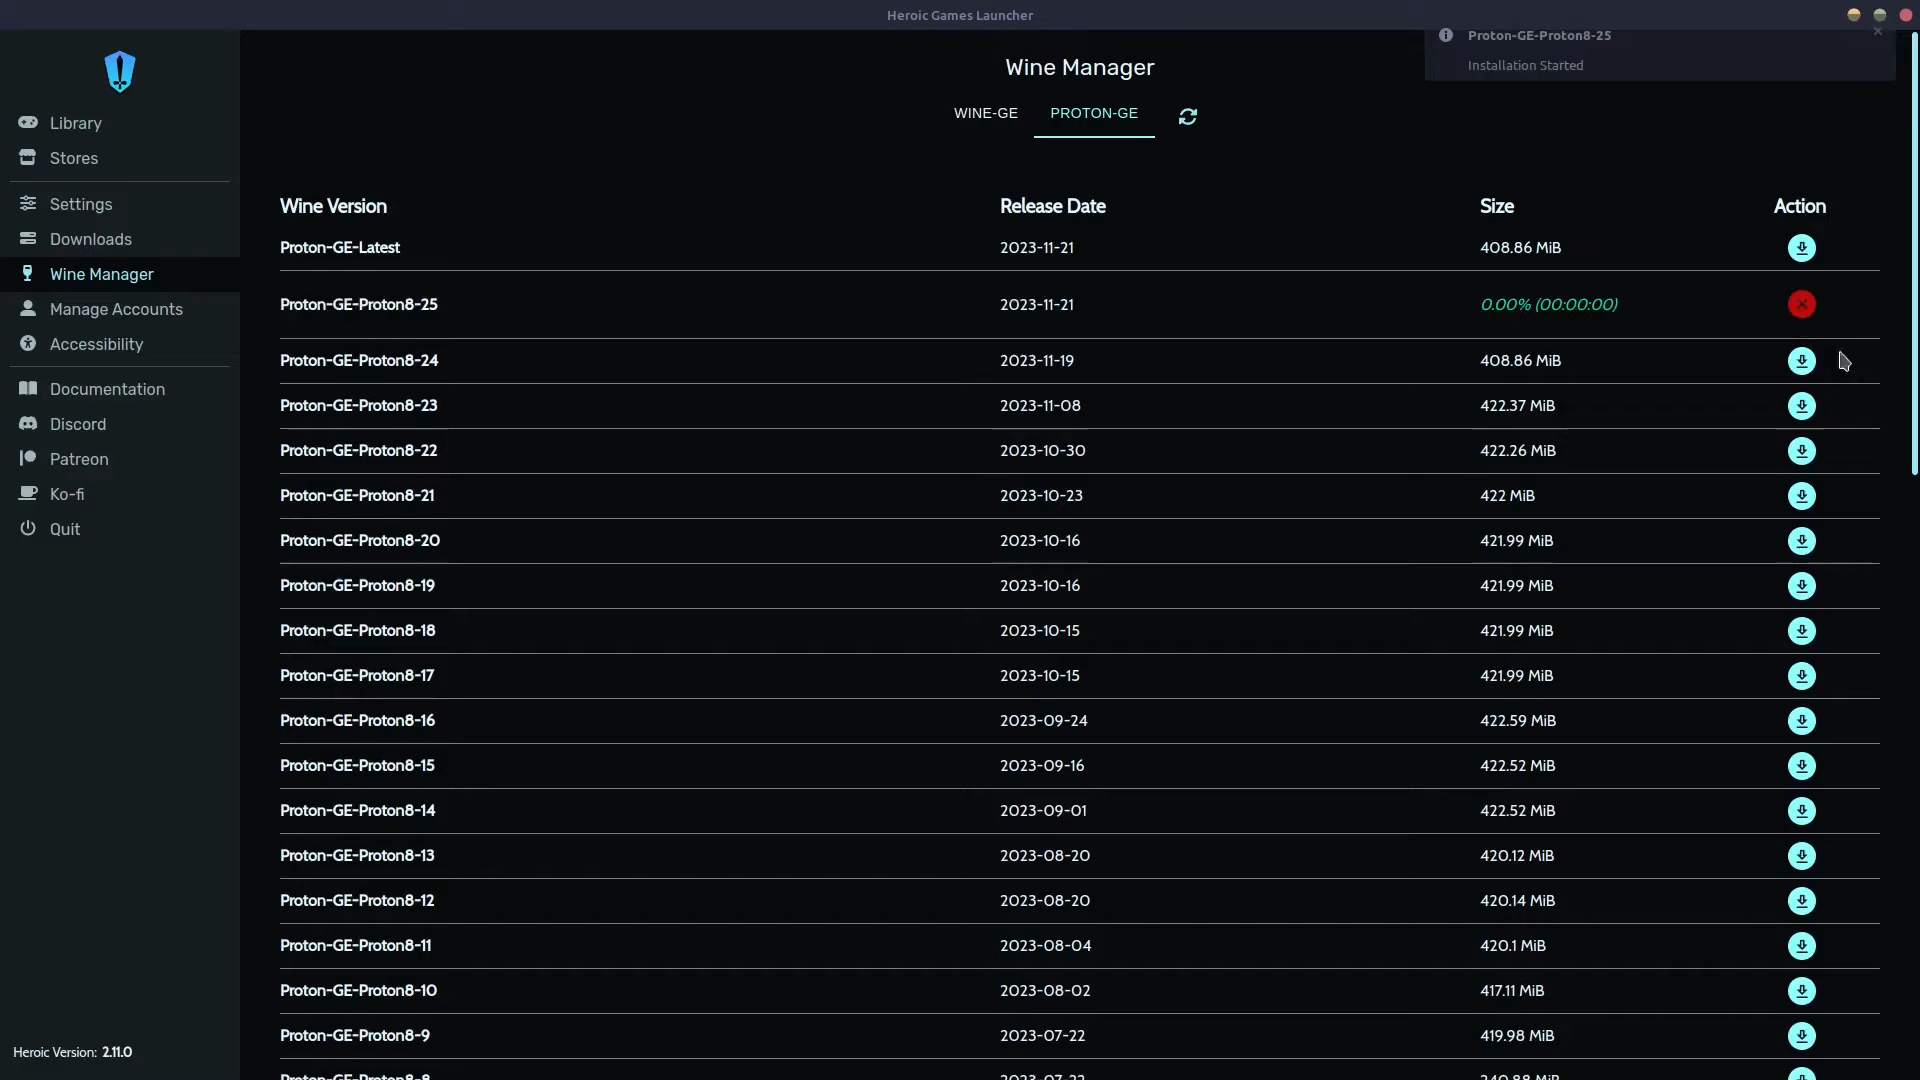 Heroic Games Launcher
Proton-GE-Proton8-25
Installation Started
Library
Stores
Settings
Downloads
Wine Manager
Manage Accounts
Accessibility
Documentation
Discord
Patreon
Ko-fi
Quit
Heroic Version: 2.11.0
Wine Manager
WINE-GE PROTON-GE
Wine Version Release Date Size Action
Proton-GE-Latest 2023-11-21 408.86 MiB
Proton-GE-Proton8-25 2023-11-21 0.00% (00:00:00)
Proton-GE-Proton8-24 2023-11-19 408.86 MiB
Proton-GE-Proton8-23 2023-11-08 422.37 MiB
Proton-GE-Proton8-22 2023-10-30 422.26 MiB
Proton-GE-Proton8-21 2023-10-23 422 MiB
Proton-GE-Proton8-20 2023-10-16 421.99 MiB
Proton-GE-Proton8-19 2023-10-16 421.99 MiB
Proton-GE-Proton8-18 2023-10-15 421.99 MiB
Proton-GE-Proton8-17 2023-10-15 421.99 MiB
Proton-GE-Proton8-16 2023-09-24 422.59 MiB
Proton-GE-Proton8-15 2023-09-16 422.52 MiB
Proton-GE-Proton8-14 2023-09-01 422.52 MiB
Proton-GE-Proton8-13 2023-08-20 420.12 MiB
Proton-GE-Proton8-12 2023-08-20 420.14 MiB
Proton-GE-Proton8-11 2023-08-04 420.1 MiB
Proton-GE-Proton8-10 2023-08-02 417.11 MiB
Proton-GE-Proton8-9 2023-07-22 419.98 MiB
Proton-GE-Proton8-8 2023-07-22